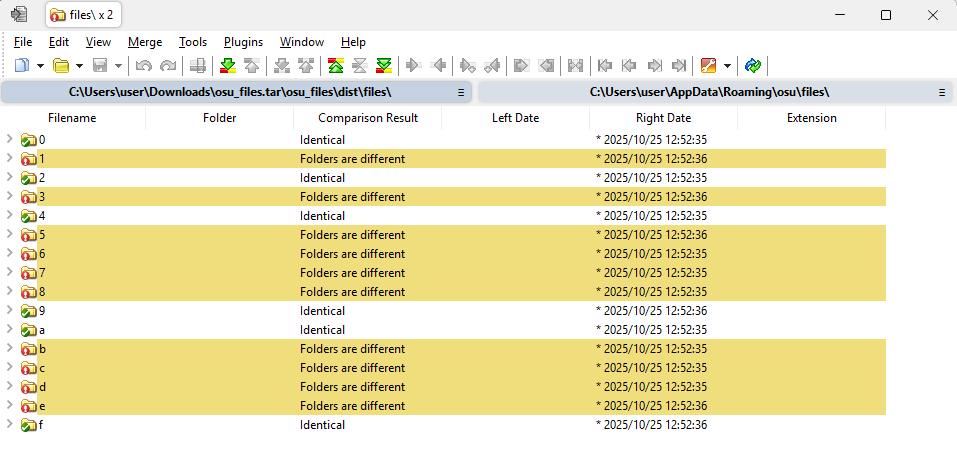 files\ x 2
File Edit View Merge Tools Plugins Window Help
C:\Users\user\Downloads\osu_files.tar\osu_files\dist\files\ C:\Users\user\AppData\Roaming\osu\files\
Filename Folder Comparison Result Left Date Right Date Extension
0 Identical * 2025/10/25 12:52:35
1 Folders are different * 2025/10/25 12:52:36
2 Identical * 2025/10/25 12:52:35
3 Folders are different * 2025/10/25 12:52:36
4 Identical * 2025/10/25 12:52:35
5 Folders are different * 2025/10/25 12:52:36
6 Folders are different * 2025/10/25 12:52:36
7 Folders are different * 2025/10/25 12:52:35
8 Folders are different * 2025/10/25 12:52:35
9 Identical * 2025/10/25 12:52:36
a Identical * 2025/10/25 12:52:35
b Folders are different * 2025/10/25 12:52:35
c Folders are different * 2025/10/25 12:52:35
d Folders are different * 2025/10/25 12:52:36
e Folders are different * 2025/10/25 12:52:36
f Identical * 2025/10/25 12:52:36